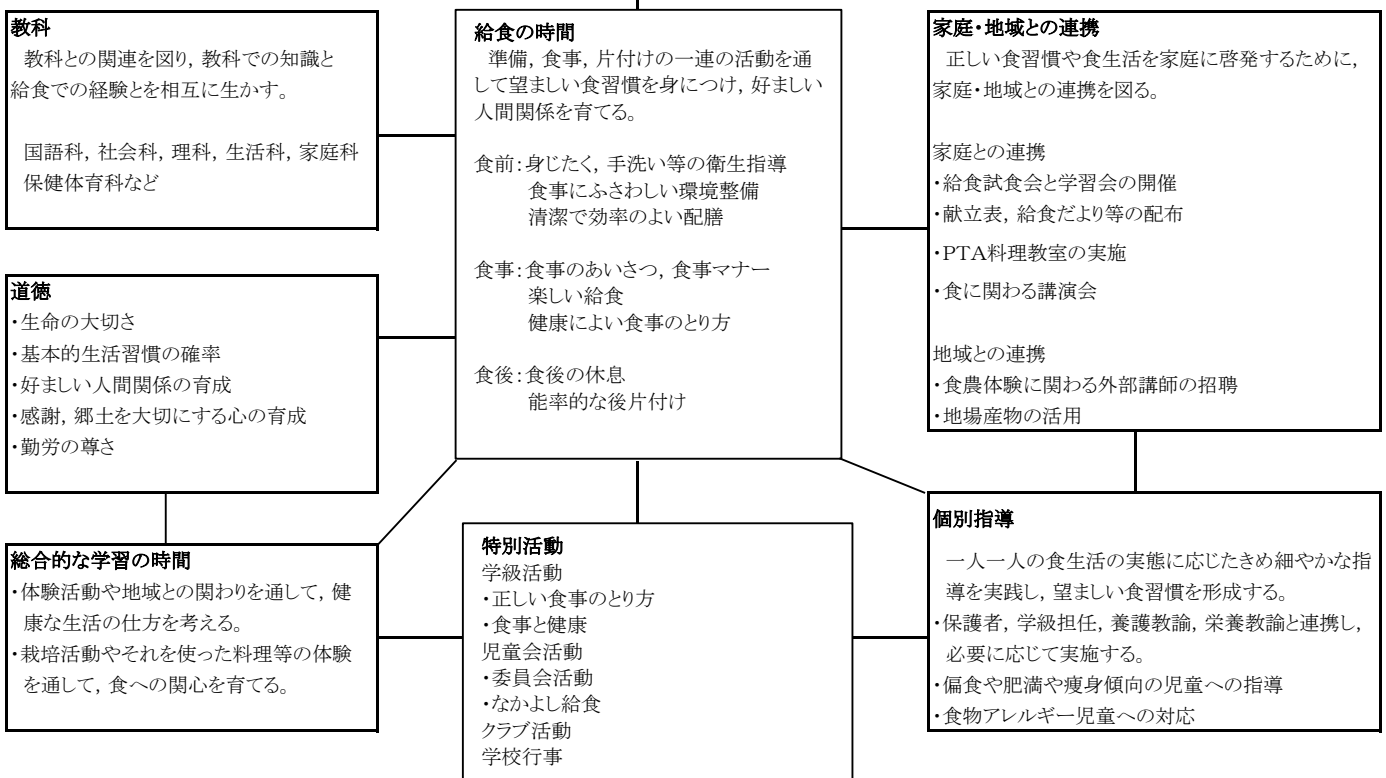 教科
教科との関連を図り，教科での知識と
給食での経験とを相互に生かす。
国語科，社会科，理科，生活科，家庭科
保健体育科など
道徳
・生命の大切さ
・基本的生活習慣の確率
・好ましい人間関係の育成
・感謝，郷土を大切にする心の育成
・勤労の尊さ
総合的な学習の時間
・体験活動や地域との関わりを通して，健
康な生活の仕方を考える。
・栽培活動やそれを使った料理等の体験
を通して，食への関心を育てる。
給食の時間
準備，食事，片付けの一連の活動を通
して望ましい食習慣を身につけ，好ましい
人間関係を育てる。
食前：身じたく，手洗い等の衛生指導
食事にふさわしい環境整備
清潔で効率のよい配膳
食事：食事のあいさつ，食事マナー
楽しい給食
健康によい食事のとり方
食後：食後の休息
能率的な後片付け
特別活動
学級活動
・正しい食事のとり方
・食事と健康
児童会活動
・委員会活動
・なかよし給食
クラブ活動
学校行事
家庭・地域との連携
正しい食習慣や食生活を家庭に啓発するために，
家庭・地域との連携を図る。
家庭との連携
・給食試食会と学習会の開催
・献立表，給食だより等の配布
・PTA料理教室の実施
・食に関わる講演会
地域との連携
・食農体験に関わる外部講師の招聘
・地場産物の活用
個別指導
一人一人の食生活の実態に応じたきめ細やかな指
導を実践し，望ましい食習慣を形成する。
・保護者，学級担任，養護教諭，栄養教諭と連携し，
必要に応じて実施する。
・偏食や肥満や痩身傾向の児童への指導
・食物アレルギー児童への対応